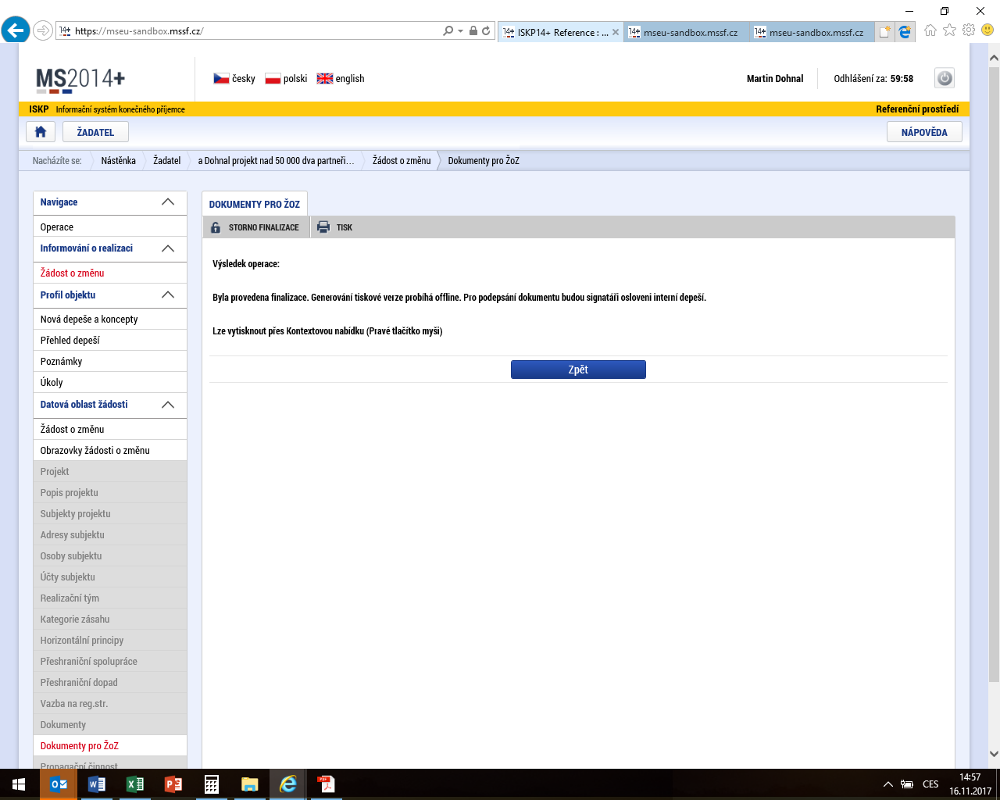 https://mseu-sandbox.mssf.cz/
ISKP14+ Reference : ...
mseu-sandbox.mssf.cz
mseu-sandbox.mssf.cz
MS2014+
česky
polski
english
Martin Dohnal
Odhlášení za: 59:58
ISKP Informační systém konečného příjemce
Referenční prostředí
ŽADATEL
NÁPOVĚDA
Nacházíte se:
Nástěnka
Žadatel
a Dohnal projekt nad 50 000 dva partneři...
Žádost o změnu
Dokumenty pro ŽoZ
Navigace
Operace
Informování o realizaci
Žádost o změnu
Profil objektu
Nová depeše a koncepty
Přehled depeší
Poznámky
Úkoly
Datová oblast žádosti
Žádost o změnu
Obrazovky žádosti o změnu
Projekt
Popis projektu
Subjekty projektu
Adresy subjektu
Osoby subjektu
Účty subjektu
Realizační tým
Kategorie zásahu
Horizontální principy
Přeshraniční spolupráce
Přeshraniční dopad
Vazba na reg.str.
Dokumenty
Dokumenty pro ŽoZ
Propagační činnost
DOKUMENTY PRO ŽOZ
STORNO FINALIZACE
TISK
Výsledek operace:
Byla provedena finalizace. Generování tiskové verze probíhá offline. Pro podepsání dokumentu budou signatáři osloveni interní depeší.
Lze vytisknout přes Kontextovou nabídku (Pravé tlačítko myši)
Zpět
CES
14:57
16.11.2017